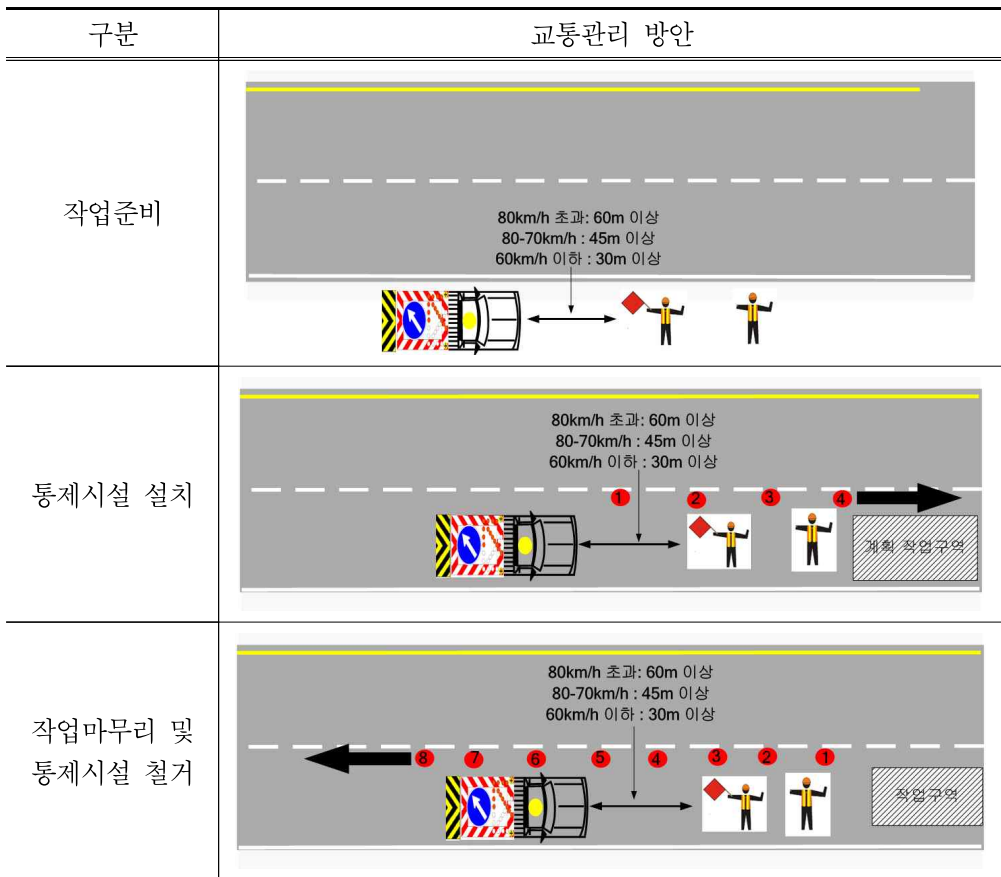 구분
교통관리 방안
작업준비
80km/h 초과: 60m 이상
80-70km/h : 45m 이상
60km/h 이하 : 30m 이상
통제시설 설치
80km/h 초과: 60m 이상
80-70km/h : 45m 이상
60km/h 이하 : 30m 이상
1 2 3 4
계획 작업구역
작업마무리 및
통제시설 철거
80km/h 초과: 60m 이상
80-70km/h : 45m 이상
60km/h 이하 : 30m 이상
8 7 6 5 4 3 2 1
작업구역